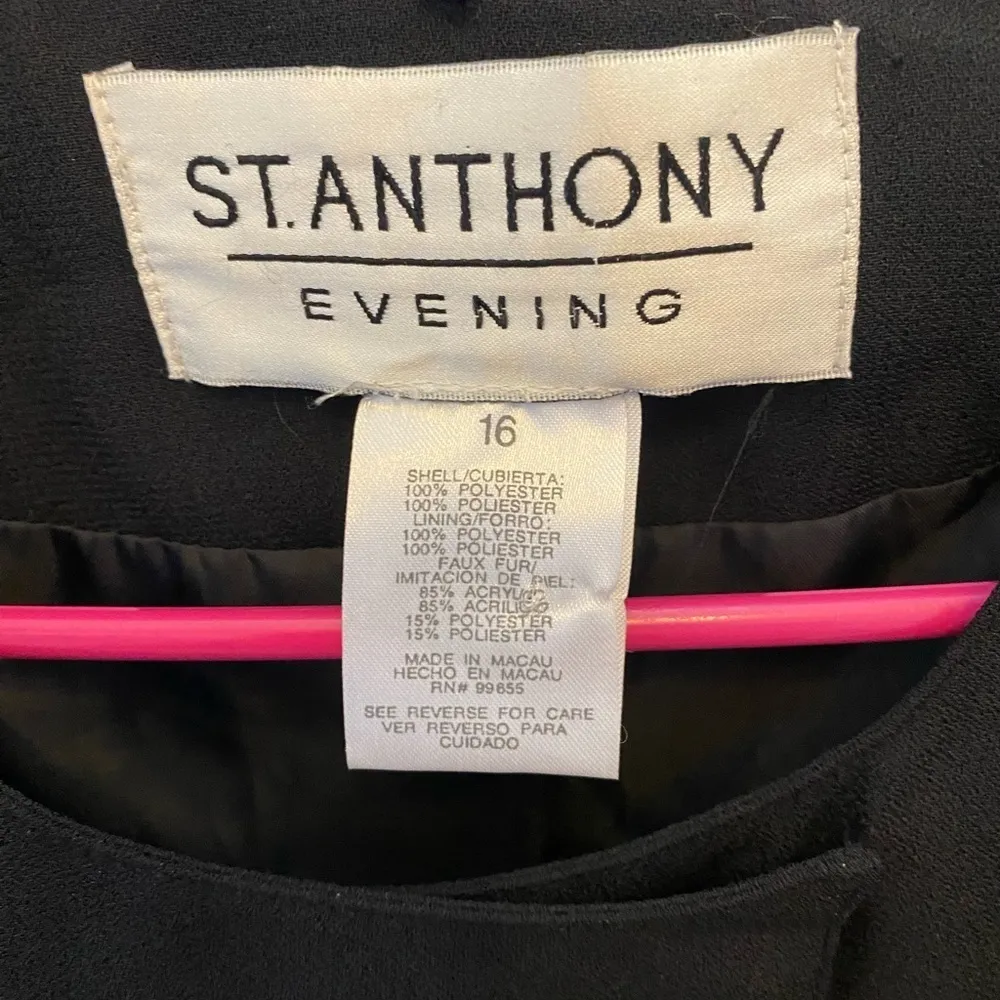 ST. ANTHONY
EVENING
16
SHELL/CUBIERTA:
100% POLYESTER
100% POLIESTER
LINING/FORRO:
100% POLYESTER
100% POLIESTER
FAUX FUR/
IMITACION DE PIEL:
85% ACRYLIC
85% ACRILICO
15% POLYESTER
15% POLIESTER
MADE IN MACAU
HECHO EN MACAU
RN# 99855
SEE REVERSE FOR CARE
VER REVERSO PARA
CUIDADO